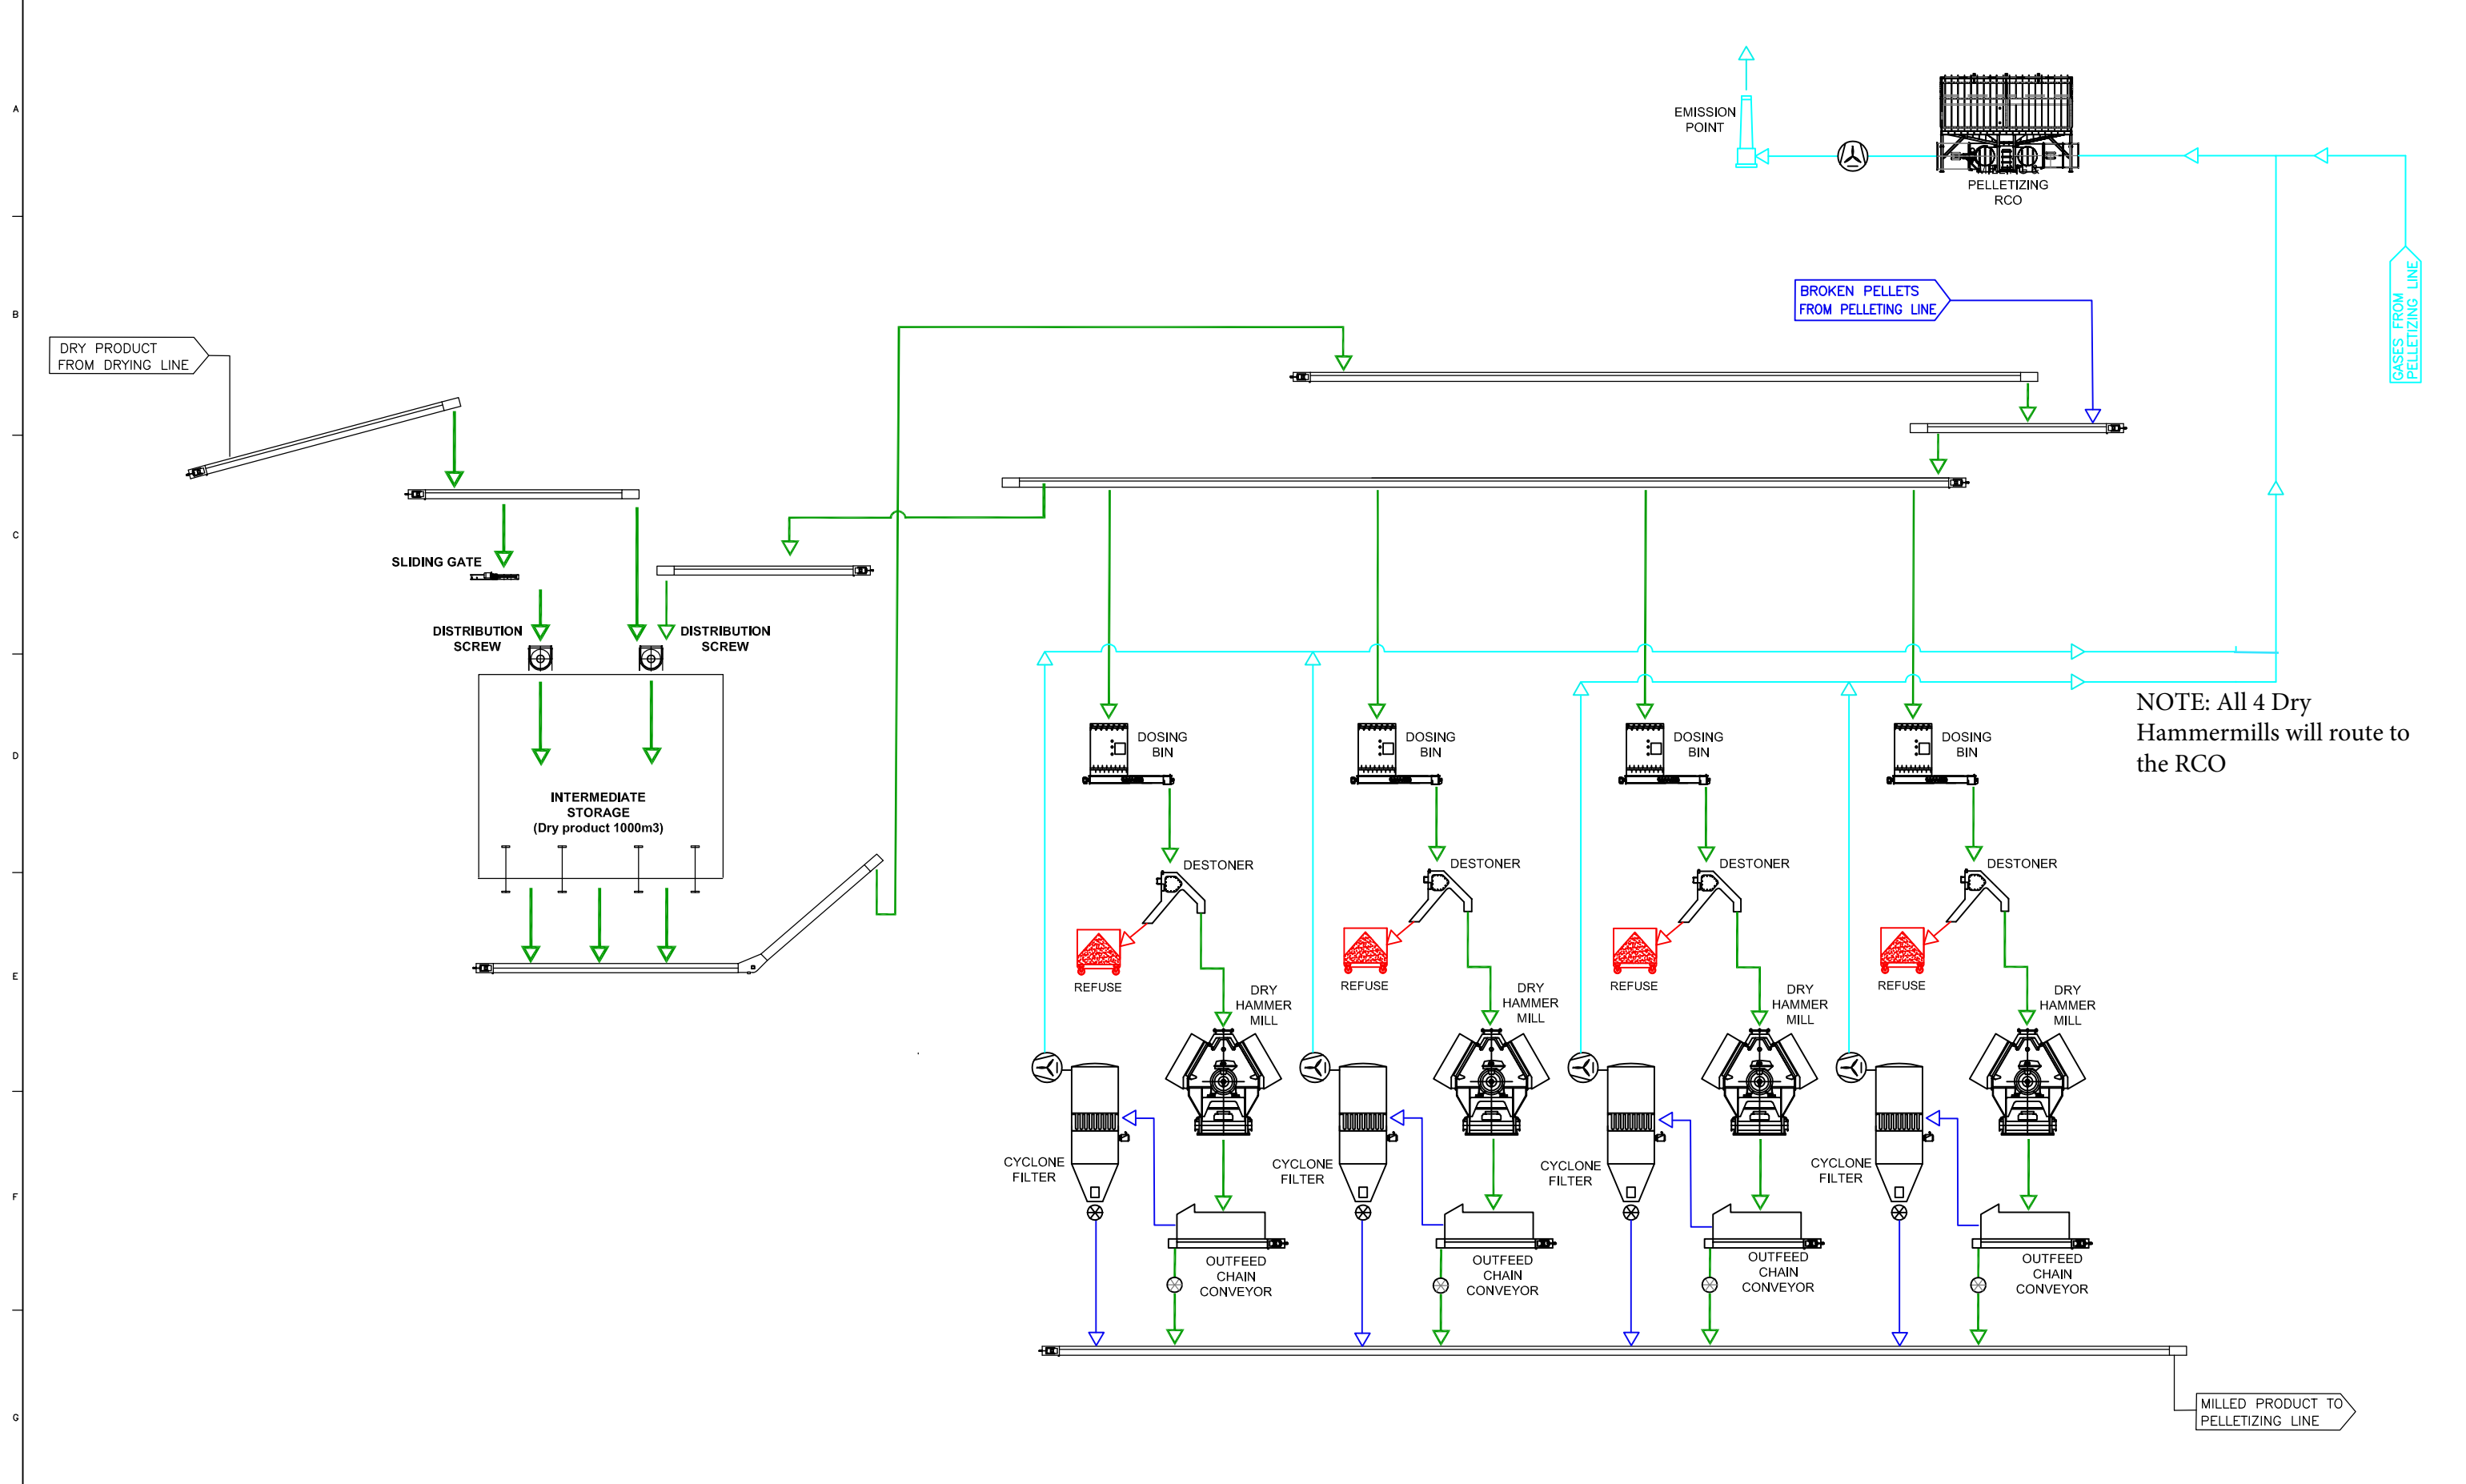 A
B
C
D
E
F
G
EMISSION
POINT
MILLING &
PELLETIZING
RCO
GASES FROM
PELLETIZING LINE
BROKEN PELLETS
FROM PELLETING LINE
DRY PRODUCT
FROM DRYING LINE
SLIDING GATE
DISTRIBUTION
SCREW
DISTRIBUTION
SCREW
INTERMEDIATE
STORAGE
(Dry product 1000m3)
NOTE: All 4 Dry
Hammermills will route to
the RCO
DOSING
BIN
DOSING
BIN
DOSING
BIN
DOSING
BIN
DESTONER
DESTONER
DESTONER
DESTONER
REFUSE
REFUSE
REFUSE
REFUSE
DRY
HAMMER
MILL
DRY
HAMMER
MILL
DRY
HAMMER
MILL
DRY
HAMMER
MILL
CYCLONE
FILTER
CYCLONE
FILTER
CYCLONE
FILTER
CYCLONE
FILTER
OUTFEED
CHAIN
CONVEYOR
OUTFEED
CHAIN
CONVEYOR
OUTFEED
CHAIN
CONVEYOR
OUTFEED
CHAIN
CONVEYOR
MILLED PRODUCT TO
PELLETIZING LINE